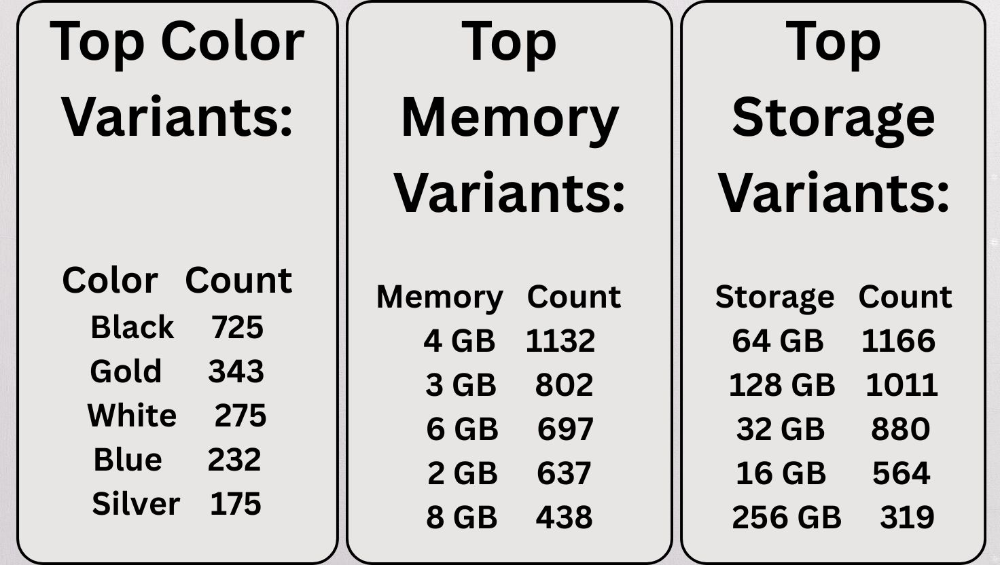 Top Color
Variants:
Color Count
Black 725
Gold 343
White 275
Blue 232
Silver 175
Top
Memory
Variants:
Memory Count
4 GB 1132
3 GB 802
6 GB 697
2 GB 637
8 GB 438
Top
Storage
Variants:
Storage Count
64 GB 1166
128 GB 1011
32 GB 880
16 GB 564
256 GB 319